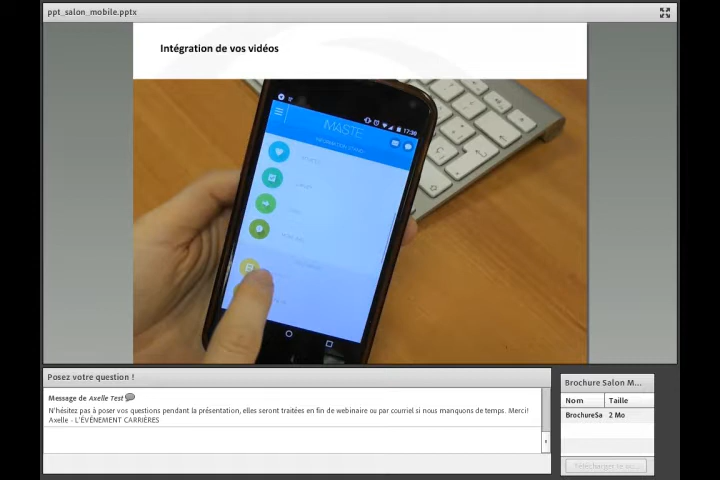 ppt_salon_mobile.pptx
Intégration de vos vidéos
17:30
Posez votre question !
Message de Axelle Test
N'hésitez pas à poser vos questions pendant la présentation, elles seront traitées en fin de webinaire ou par courriel si nous manquons de temps. Merci!
Axelle - L'ÉVÉNEMENT CARRIÈRES
Brochure Salon M...
Nom Taille
BrochureSa 2 Mo